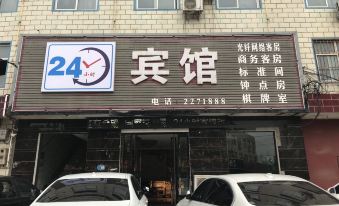 24
小时
宾馆
电话 2271888
光钎网络客房
商务客房
标准间
钟点房
棋牌室